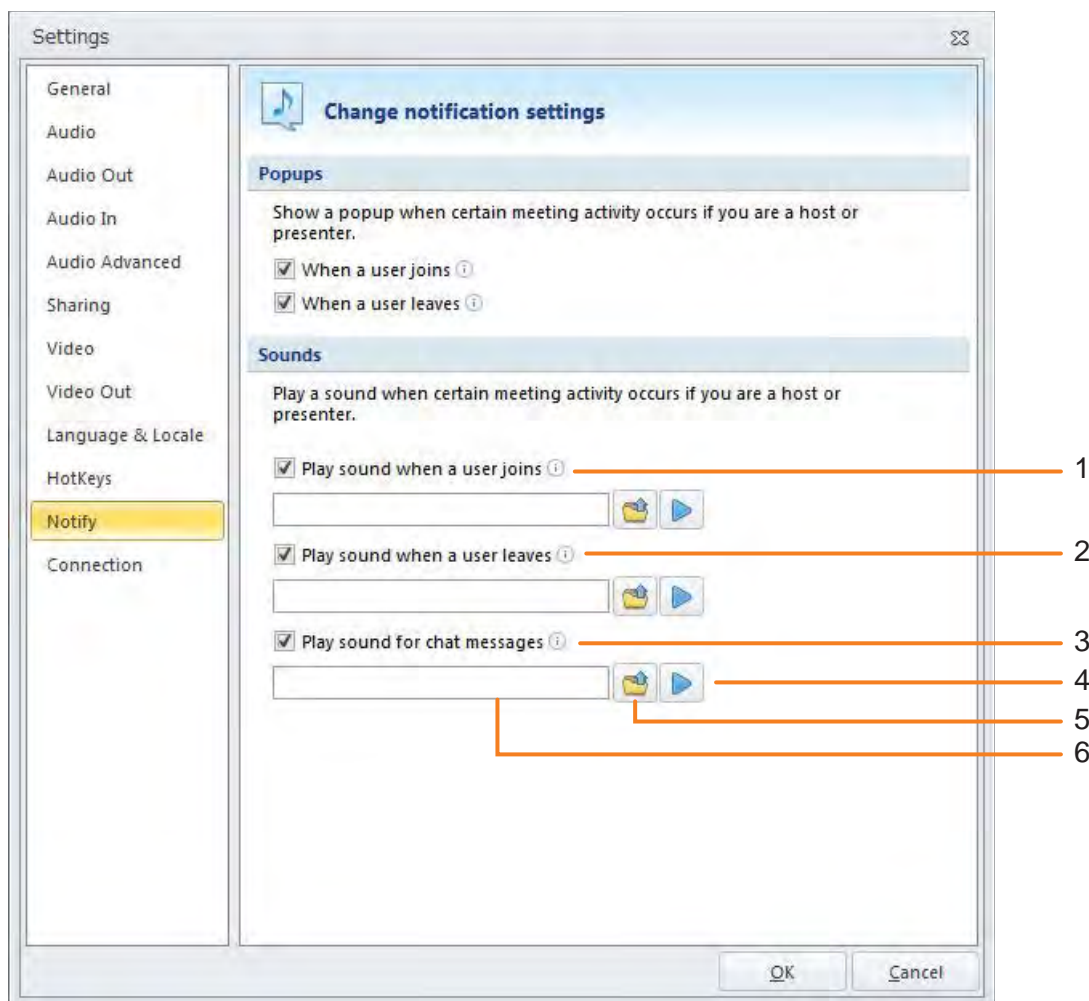 Settings
General
Audio
Audio Out
Audio In
Audio Advanced
Sharing
Video
Video Out
Language & Locale
HotKeys
Notify
Connection
Change notification settings
Popups
Show a popup when certain meeting activity occurs if you are a host or
presenter.
When a user joins
When a user leaves
Sounds
Play a sound when certain meeting activity occurs if you are a host or
presenter.
Play sound when a user joins
1
Play sound when a user leaves
2
Play sound for chat messages
3
4
5
6
OK
Cancel